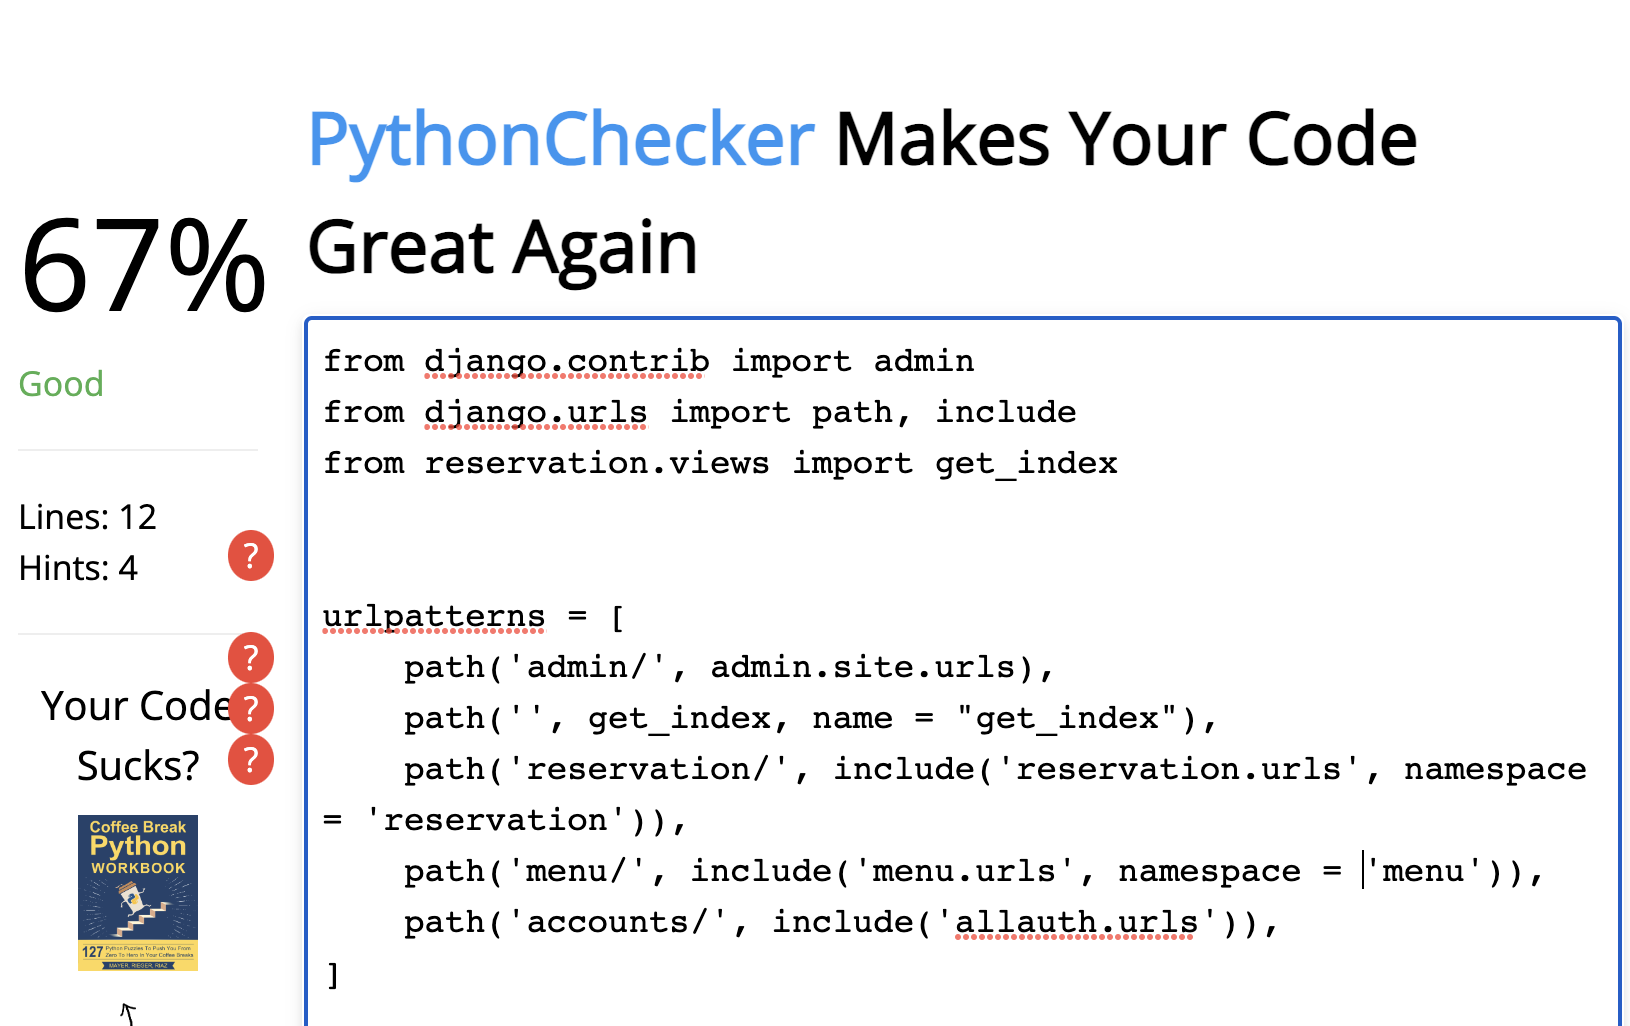 PythonChecker Makes Your Code
Great Again
67%
Good
Lines: 12
Hints: 4
?
?
?
?
Your Code
Sucks?
Coffee Break
Python
WORKBOOK
127 Python Puzzles To Push You From
Zero To Hero in Your Coffee Breaks
MAYER, RIEGER, RIAZ
from django.contrib import admin
from django.urls import path, include
from reservation.views import get_index
urlpatterns = [
    path('admin/', admin.site.urls),
    path('', get_index, name = "get_index"),
    path('reservation/', include('reservation.urls', namespace
= 'reservation')),
    path('menu/', include('menu.urls', namespace = 'menu')),
    path('accounts/', include('allauth.urls')),
]